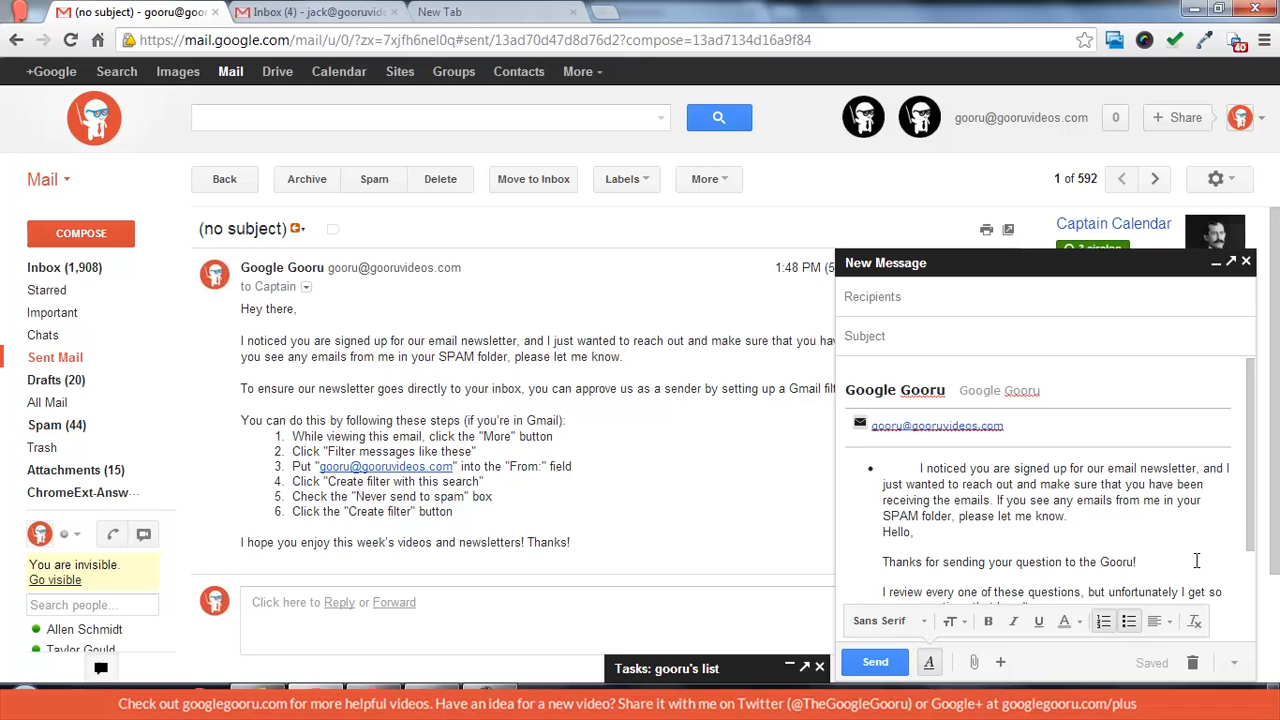 (no subject) - gooru@goo
Inbox (4) - jack@gooruvide
New Tab
https://mail.google.com/mail/u/0/?zx=7xjfh6nel0q#sent/13ad70d47d8d76d2?compose=13ad7134d16a9f84
40
+Google Search Images Mail Drive Calendar Sites Groups Contacts More
gooru@gooruvideos.com 0 + Share
Mail
Back Archive Spam Delete Move to Inbox Labels More 1 of 592
COMPOSE
Inbox (1,908)
Starred
Important
Chats
Sent Mail
Drafts (20)
All Mail
Spam (44)
Trash
Attachments (15)
ChromeExt-Answ...
You are invisible.
Go visible
Search people...
Allen Schmidt
Taylor Gould
(no subject)
Captain Calendar
Google Gooru gooru@gooruvideos.com 1:48 PM (5
to Captain
Hey there,
I noticed you are signed up for our email newsletter, and I just wanted to reach out and make sure that you ha
you see any emails from me in your SPAM folder, please let me know.
To ensure our newsletter goes directly to your inbox, you can approve us as a sender by setting up a Gmail filt
You can do this by following these steps (if you're in Gmail):
1. While viewing this email, click the "More" button
2. Click "Filter messages like these"
3. Put "gooru@gooruvideos.com" into the "From:" field
4. Click "Create filter with this search"
5. Check the "Never send to spam" box
6. Click the "Create filter" button
I hope you enjoy this week's videos and newsletters! Thanks!
Click here to Reply or Forward
Tasks: gooru's list
New Message
Recipients
Subject
Google Gooru Google Gooru
gooru@gooruvideos.com
• I noticed you are signed up for our email newsletter, and I
just wanted to reach out and make sure that you have been
receiving the emails. If you see any emails from me in your
SPAM folder, please let me know.
Hello,
Thanks for sending your question to the Gooru!
I review every one of these questions, but unfortunately I get so
Sans Serif TT B I U A
Send A Saved
Check out googlegooru.com for more helpful videos. Have an idea for a new video? Share it with me on Twitter (@TheGoogleGooru) or Google+ at googlegooru.com/plus